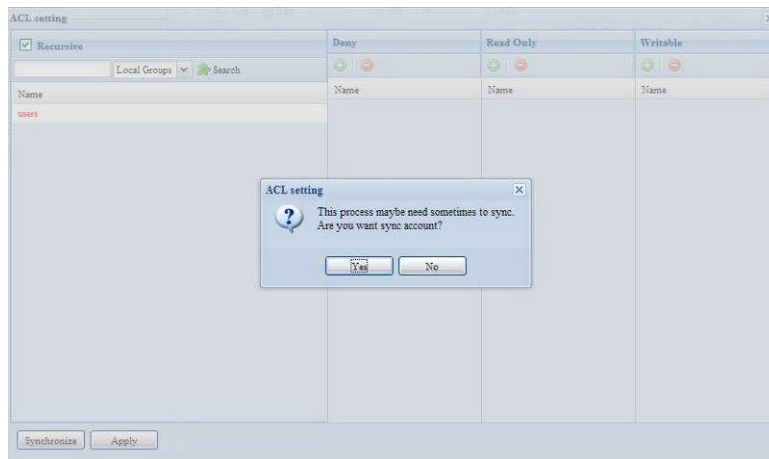 ACL setting
Recursive
Deny
Read Only
Writable
Local Groups
Search
Name
Name
Name
Name
users
ACL setting
This process maybe need sometimes to sync.
Are you want sync account?
Yes
No
Synchronize
Apply